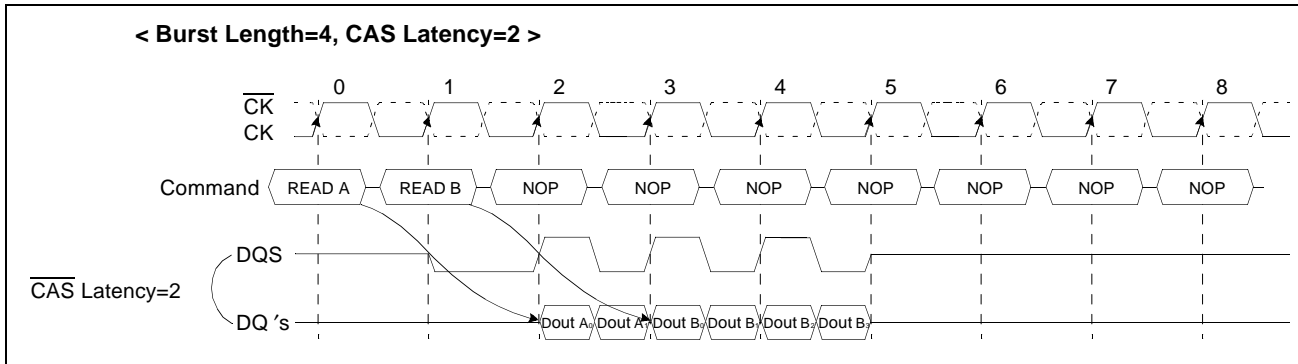 < Burst Length=4, CAS Latency=2 >
0 1 2 3 4 5 6 7 8
CK
CK
Command READ A READ B NOP NOP NOP NOP NOP NOP NOP
DQS
CAS Latency=2
DQ ′s Dout A₀ Dout A₁ Dout B₀ Dout B₁ Dout B₂ Dout B₃